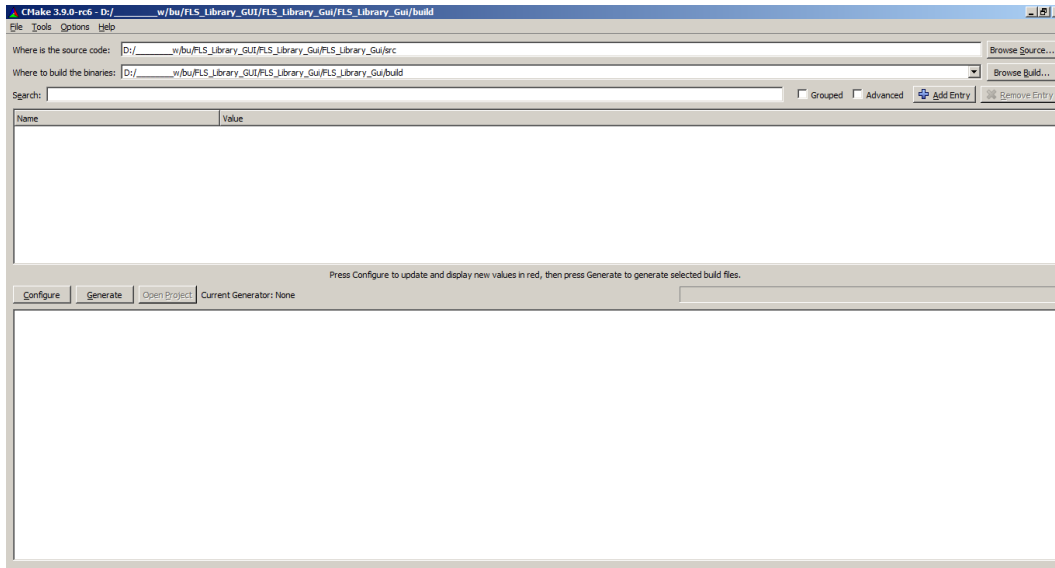 CMake 3.9.0-rc6 - D:/________w/bu/FLS_Library_GUI/FLS_Library_Gui/FLS_Library_Gui/build
File Tools Options Help
Where is the source code: D:/________w/bu/FLS_Library_GUI/FLS_Library_Gui/FLS_Library_Gui/src Browse Source...
Where to build the binaries: D:/________w/bu/FLS_Library_GUI/FLS_Library_Gui/FLS_Library_Gui/build Browse Build...
Search: Grouped Advanced Add Entry Remove Entry
Name Value
Press Configure to update and display new values in red, then press Generate to generate selected build files.
Configure Generate Open Project Current Generator: None